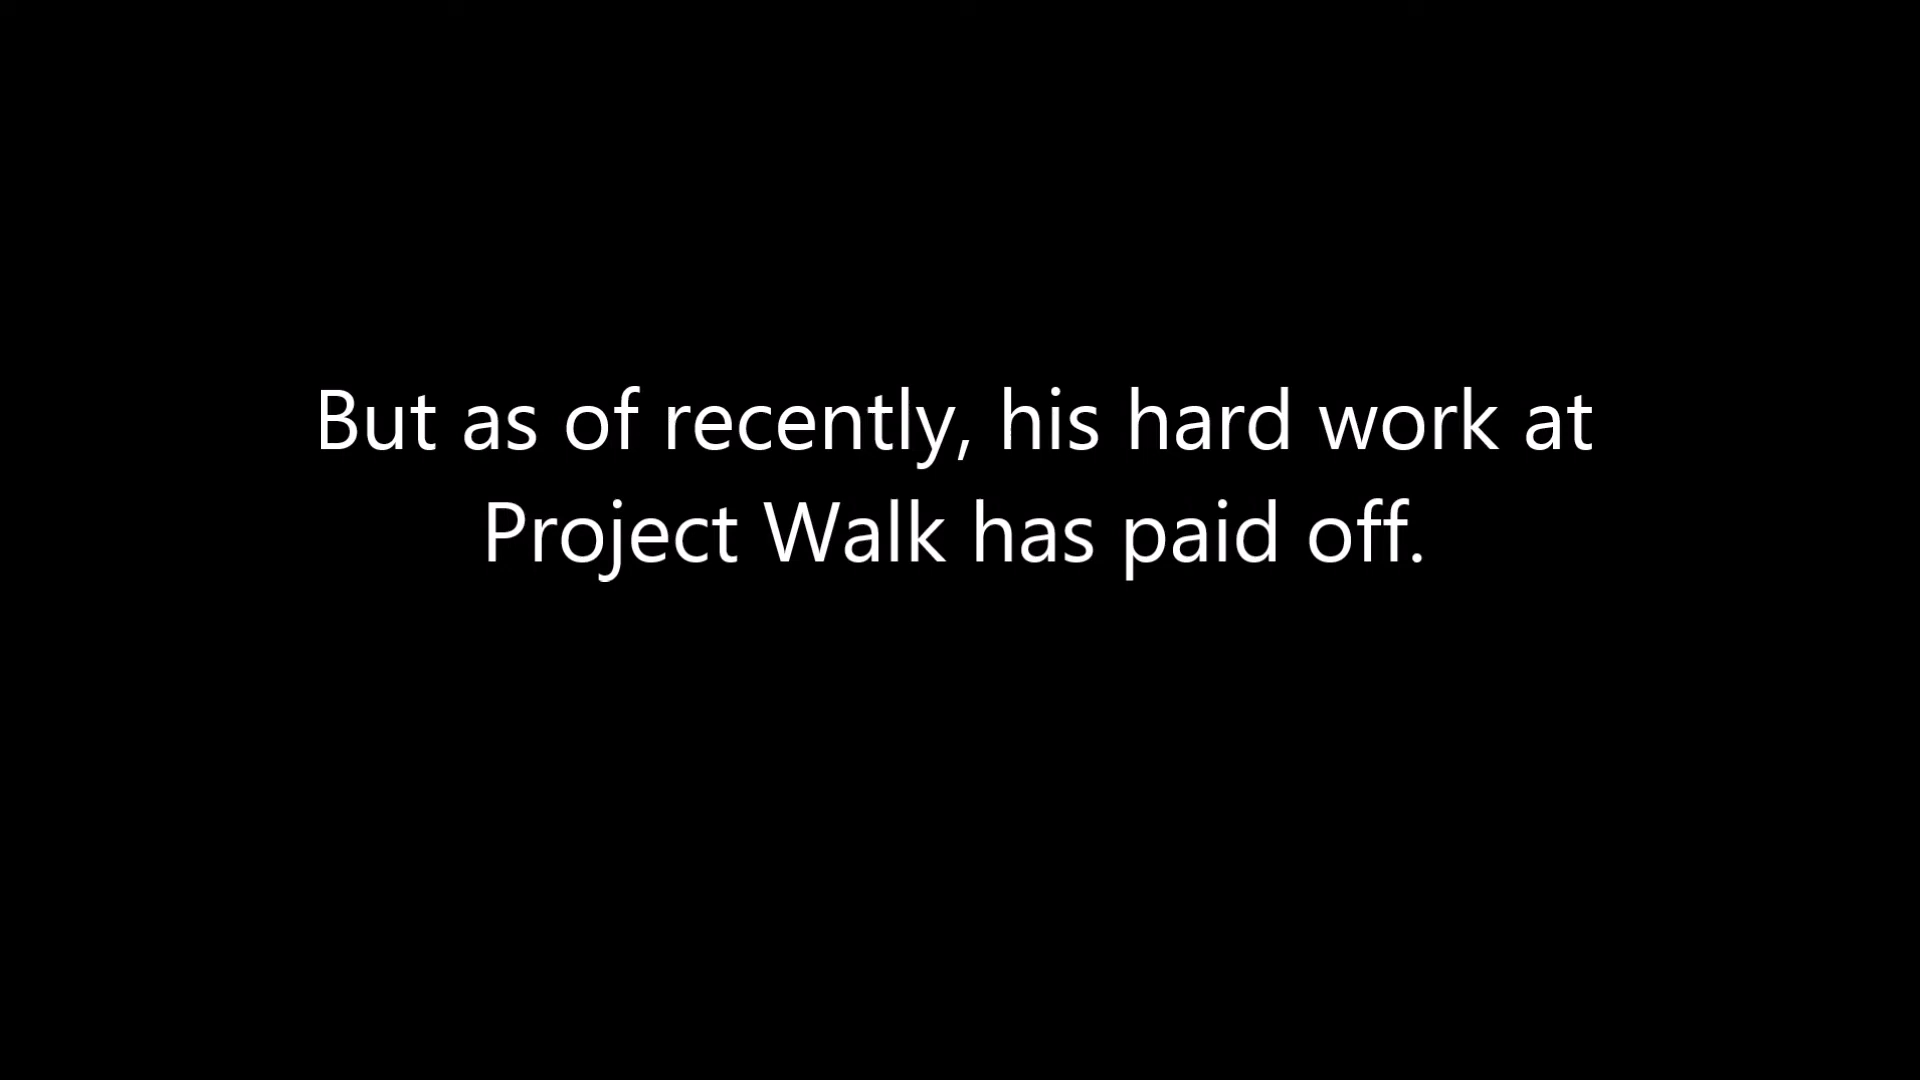 But as of recently, his hard work at
Project Walk has paid off.